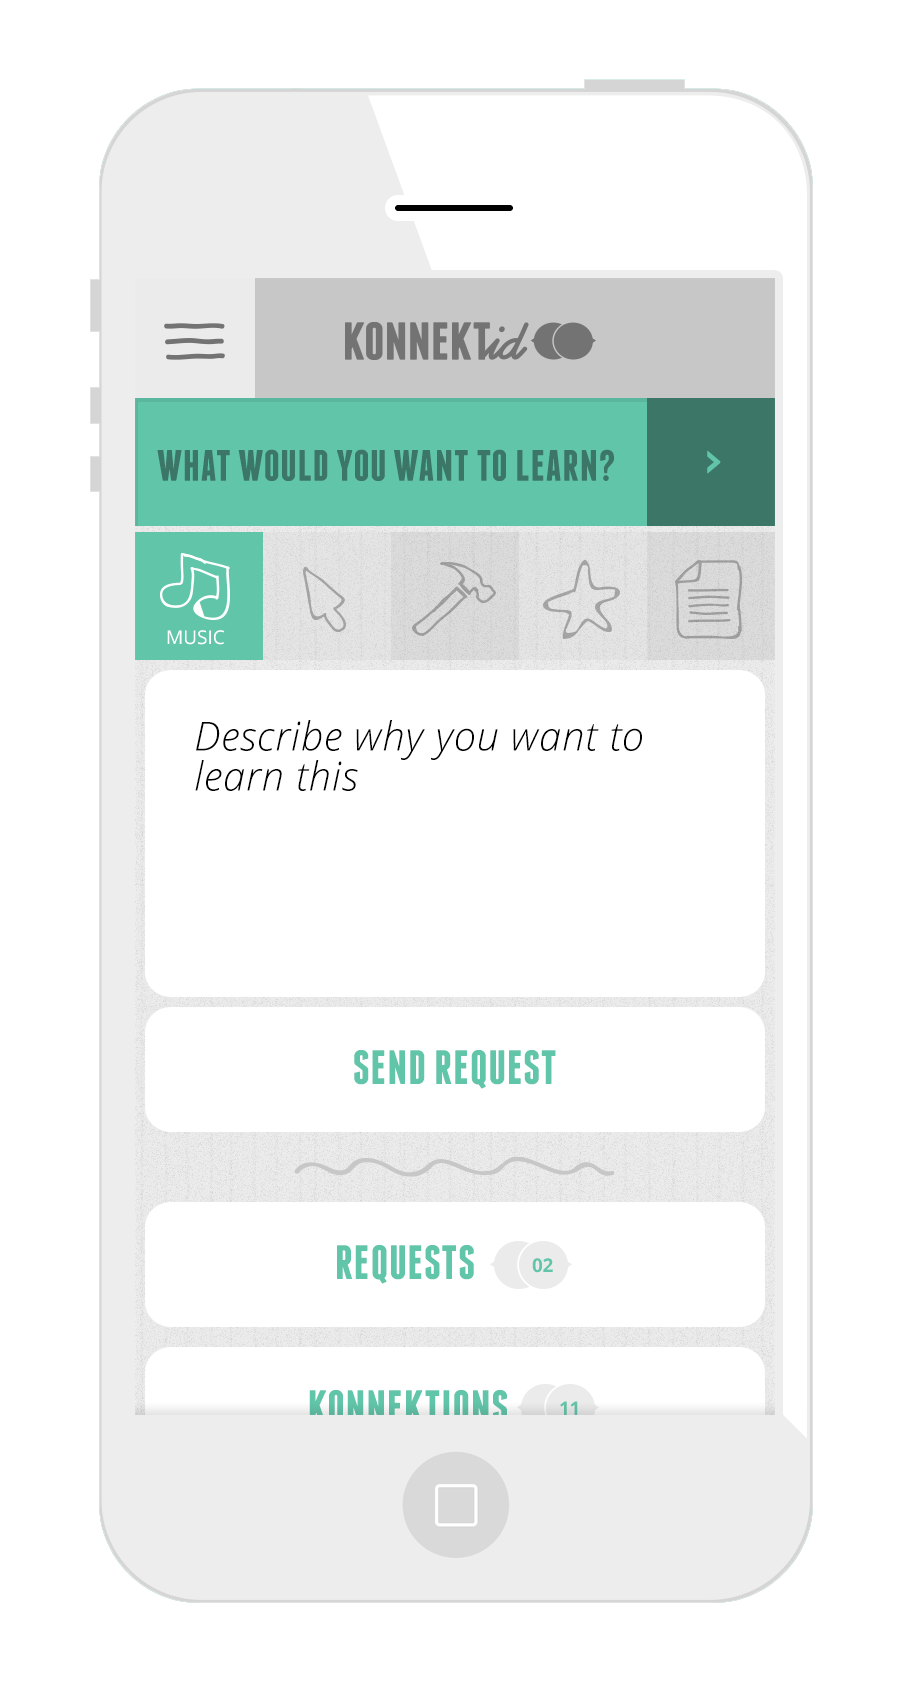 KONNEKTid
WHAT WOULD YOU WANT TO LEARN?
MUSIC
Describe why you want to
learn this
SEND REQUEST
REQUESTS 02
KONNEKTIONS 11